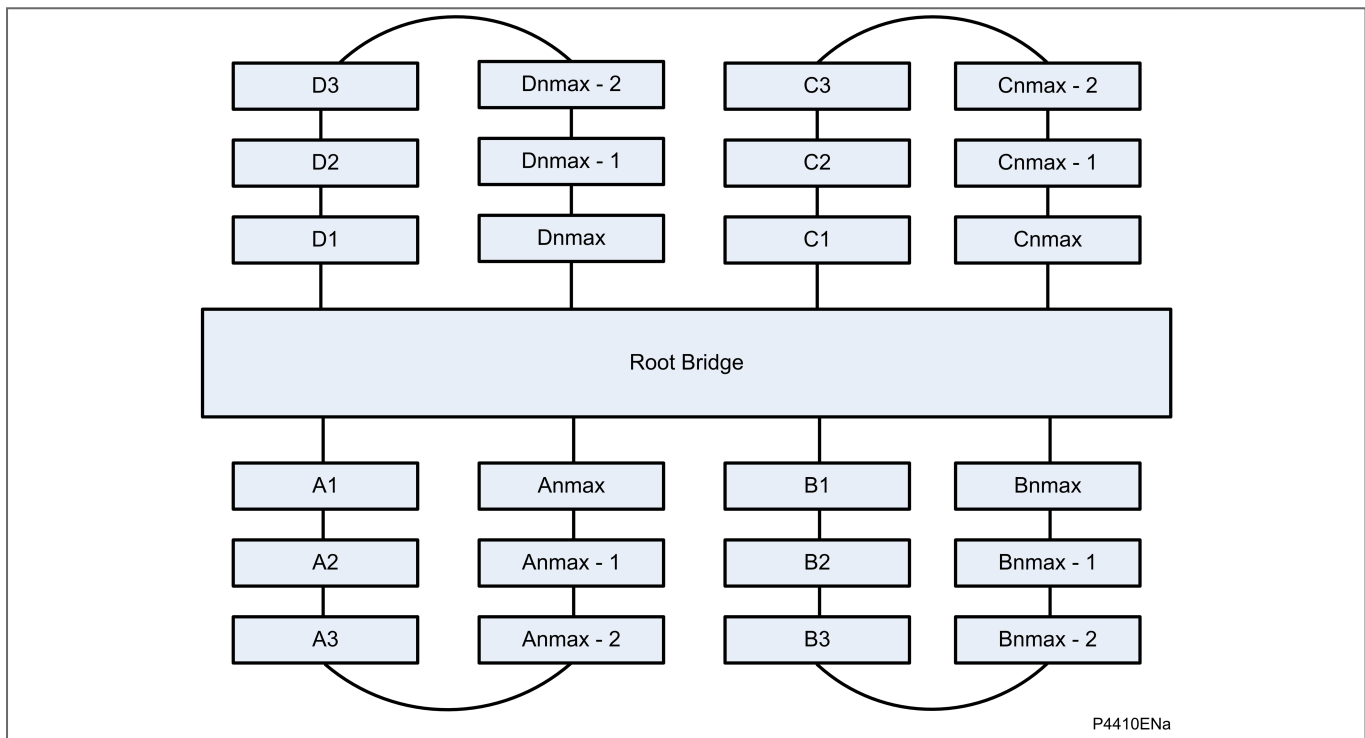 D3
Dnmax - 2
C3
Cnmax - 2
D2
Dnmax - 1
C2
Cnmax - 1
D1
Dnmax
C1
Cnmax
Root Bridge
A1
Anmax
B1
Bnmax
A2
Anmax - 1
B2
Bnmax - 1
A3
Anmax - 2
B3
Bnmax - 2
P4410ENa